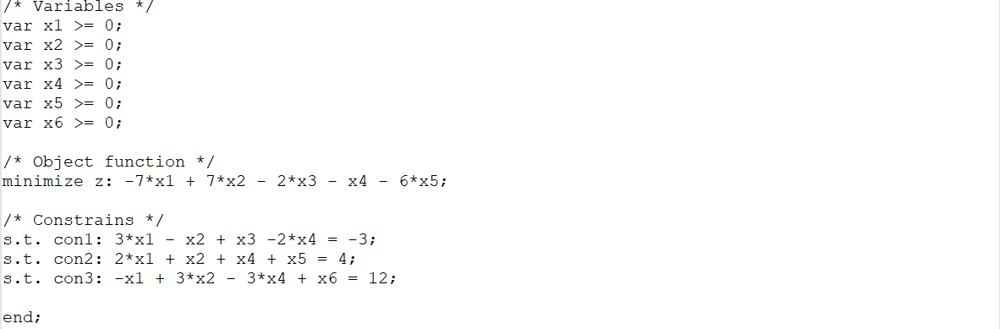 /* Variables */
var x1 >= 0;
var x2 >= 0;
var x3 >= 0;
var x4 >= 0;
var x5 >= 0;
var x6 >= 0;
/* Object function */
minimize z: -7*x1 + 7*x2 - 2*x3 - x4 - 6*x5;
/* Constrains */
s.t. con1: 3*x1 - x2 + x3 -2*x4 = -3;
s.t. con2: 2*x1 + x2 + x4 + x5 = 4;
s.t. con3: -x1 + 3*x2 - 3*x4 + x6 = 12;
end;